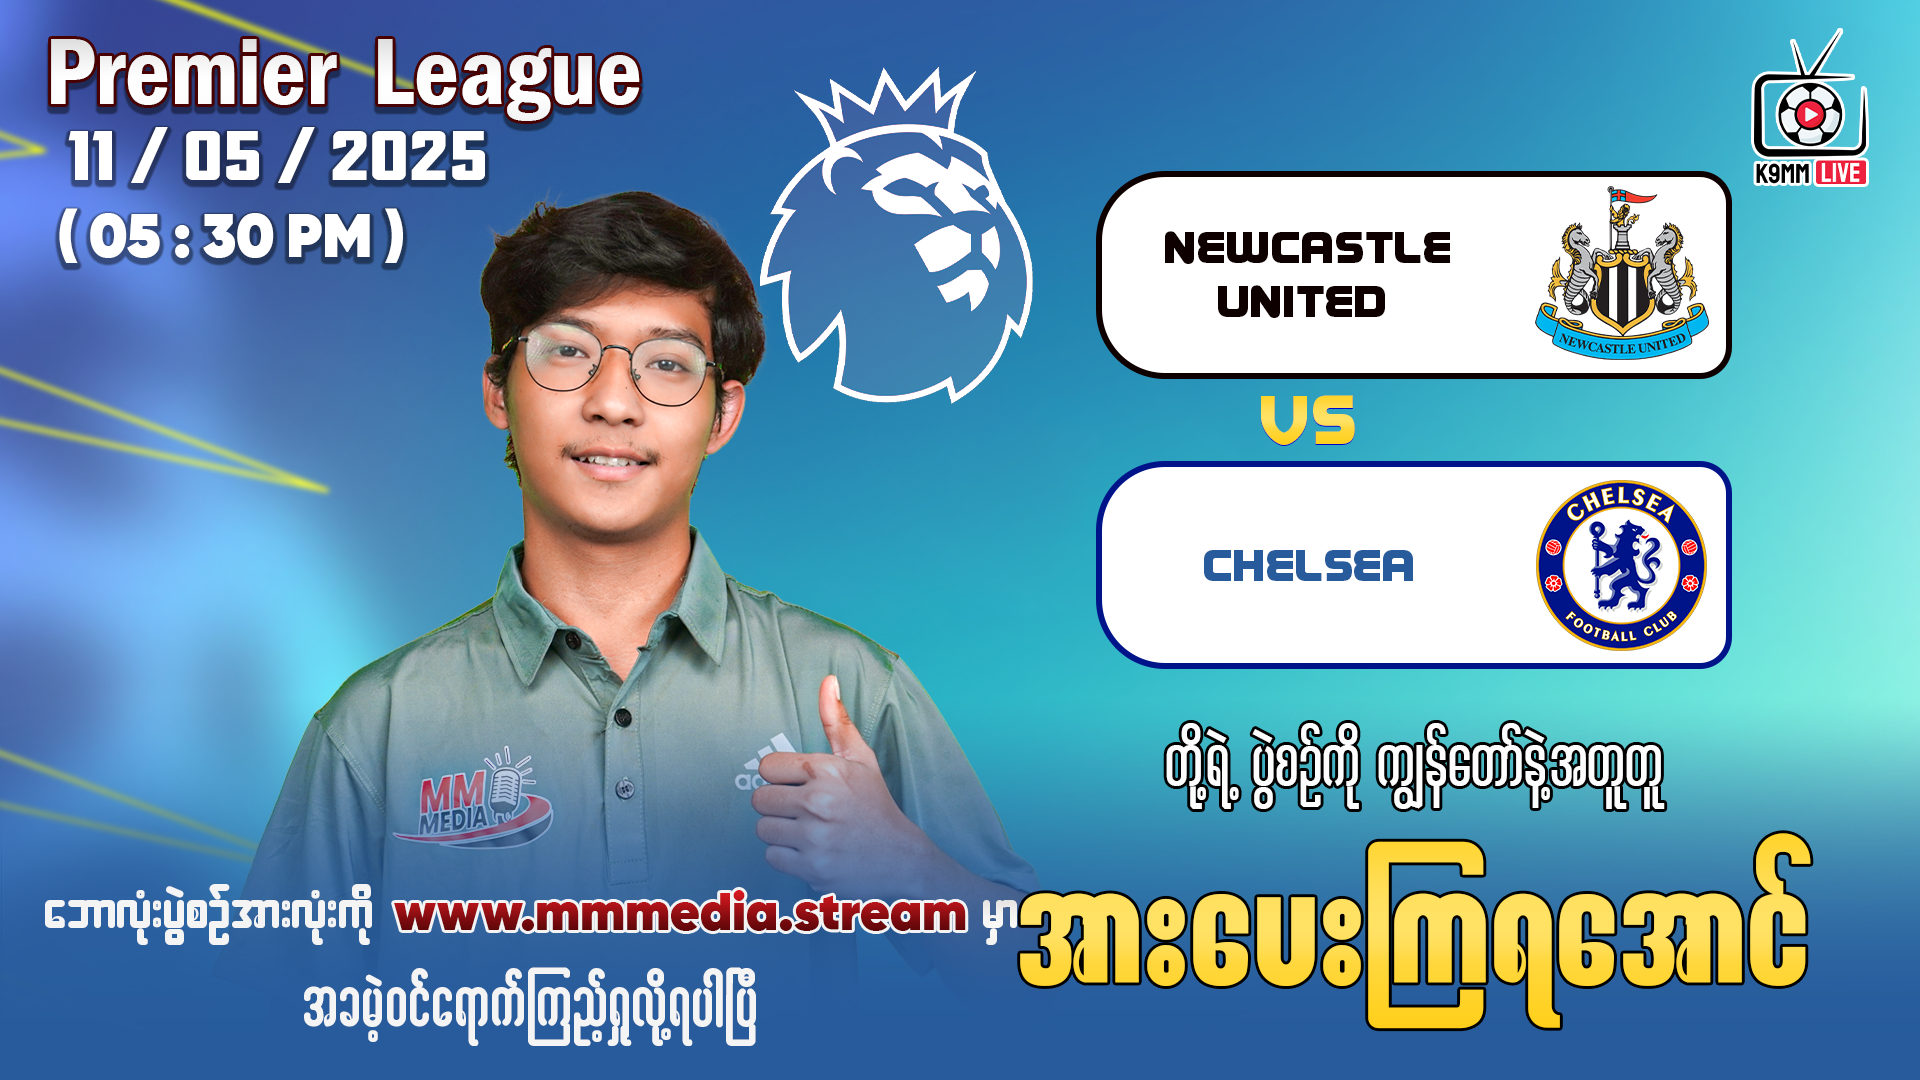 Premier League
11 / 05 / 2025
( 05 : 30 PM )
K9MM LIVE
NEWCASTLE
UNITED
NEWCASTLE UNITED
VS
CHELSEA
CHELSEA
FOOTBALL CLUB
MM
MEDIA
adidas
တို့ရဲ့ ပွဲစဉ်ကို ကျွန်တော်နဲ့အတူတူ
အားပေးကြရအောင်
ဘောလုံးပွဲစဉ်အားလုံးကို www.mmmedia.stream မှာ
အခမဲ့ဝင်ရောက်ကြည့်ရှုလို့ရပါပြီ